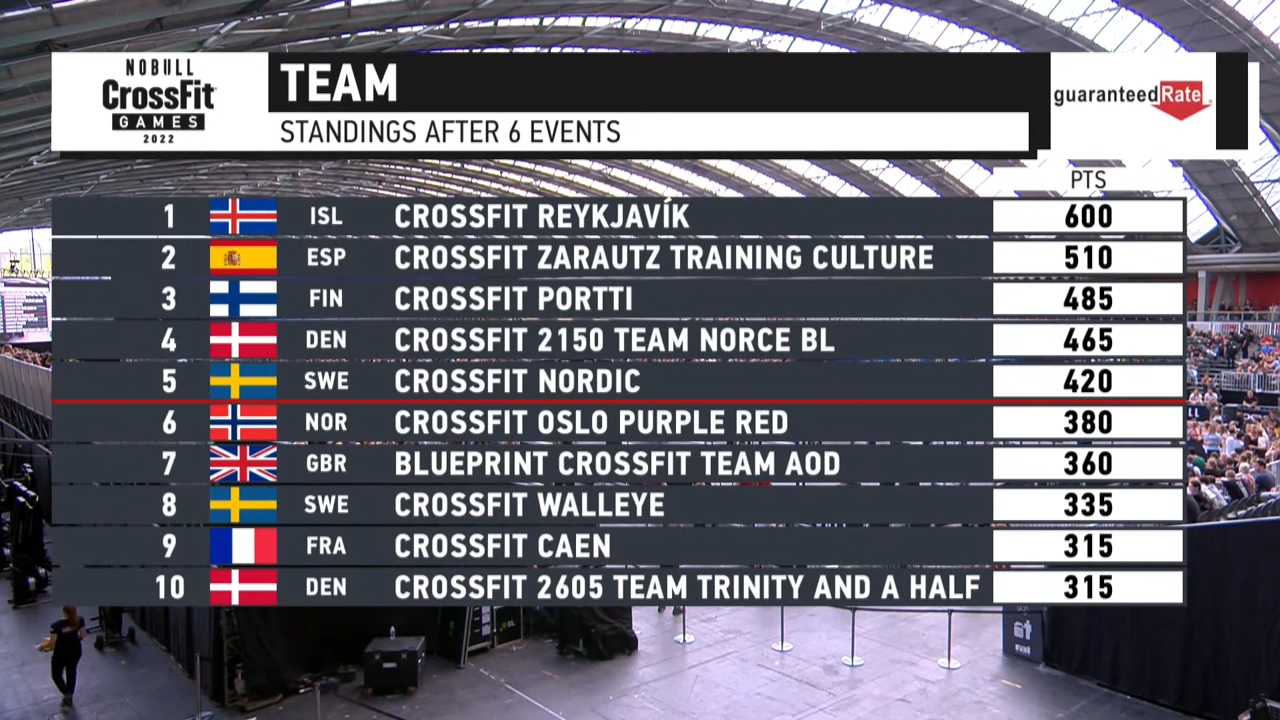 NOBULL
CrossFit
GAMES
2022
TEAM
STANDINGS AFTER 6 EVENTS
guaranteedRate
PTS
1 ISL CROSSFIT REYKJAVÍK 600
2 ESP CROSSFIT ZARAUTZ TRAINING CULTURE 510
3 FIN CROSSFIT PORTTI 485
4 DEN CROSSFIT 2150 TEAM NORCE BL 465
5 SWE CROSSFIT NORDIC 420
6 NOR CROSSFIT OSLO PURPLE RED 380
7 GBR BLUEPRINT CROSSFIT TEAM AOD 360
8 SWE CROSSFIT WALLEYE 335
9 FRA CROSSFIT CAEN 315
10 DEN CROSSFIT 2605 TEAM TRINITY AND A HALF 315